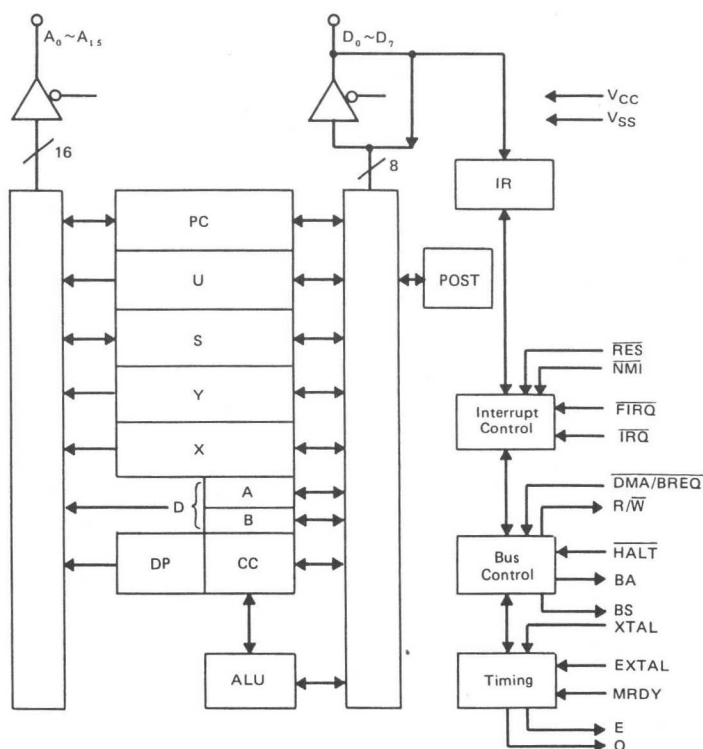 A₀~A₁₅
D₀~D₇
VCC
VSS
16
8
IR
PC
U
POST
S
RES
NMI
Y
Interrupt
Control
FIRQ
IRQ
X
A
D
B
DMA/BREQ
R/W
DP
CC
Bus
Control
HALT
BA
BS
XTAL
ALU
Timing
EXTAL
MRDY
E
Q